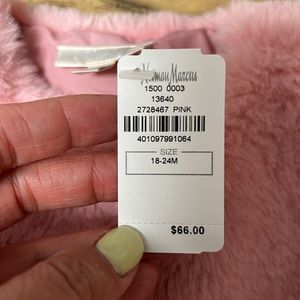 Neiman Marcus
1500 0003
13640
2728467 PINK
401097991064
SIZE
18-24M
$66.00